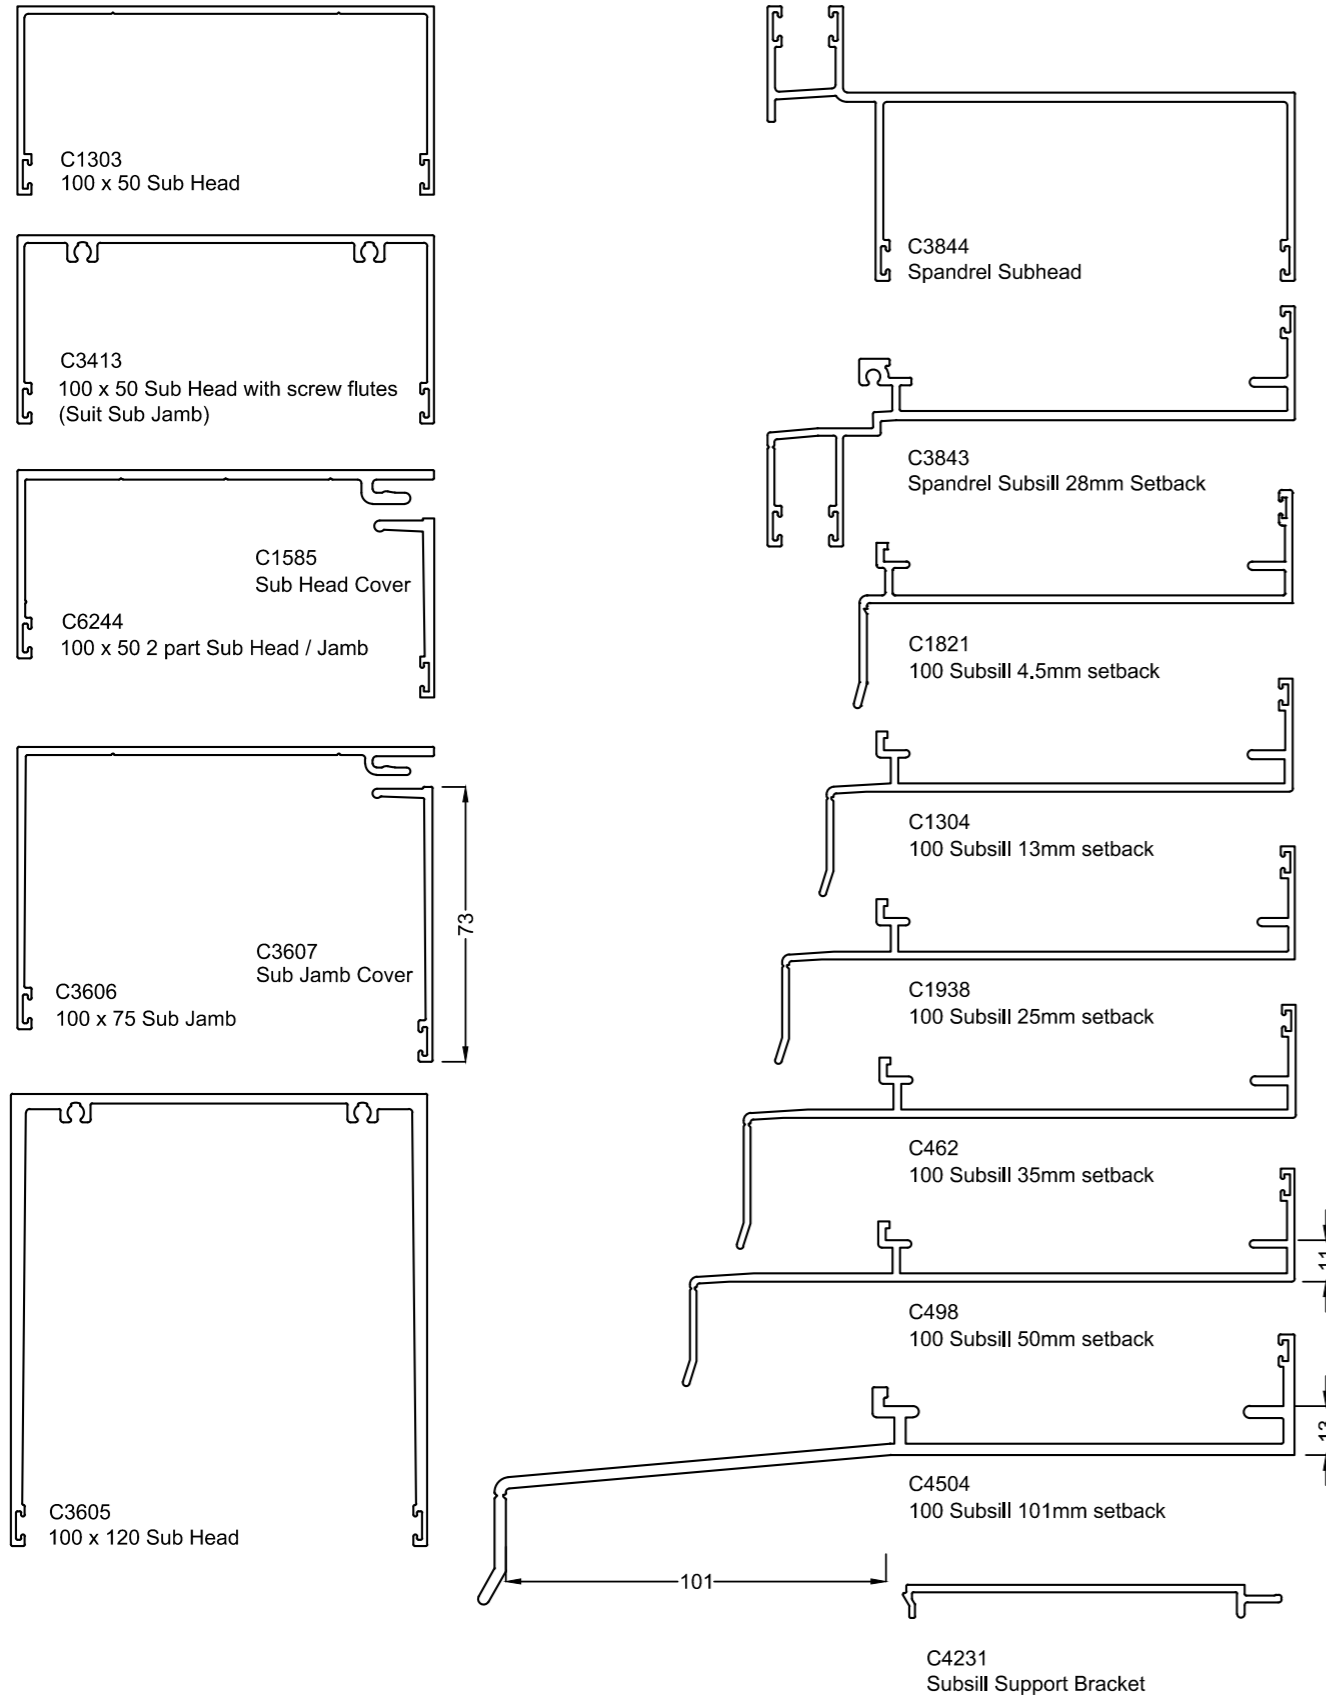 C1303
100 x 50 Sub Head
C3413
100 x 50 Sub Head with screw flutes
(Suit Sub Jamb)
C1585
Sub Head Cover
C6244
100 x 50 2 part Sub Head / Jamb
73
C3607
Sub Jamb Cover
C3606
100 x 75 Sub Jamb
C3605
100 x 120 Sub Head
C3844
Spandrel Subhead
C3843
Spandrel Subsill 28mm Setback
C1821
100 Subsill 4.5mm setback
C1304
100 Subsill 13mm setback
C1938
100 Subsill 25mm setback
C462
100 Subsill 35mm setback
11
C498
100 Subsill 50mm setback
13
C4504
100 Subsill 101mm setback
101
C4231
Subsill Support Bracket